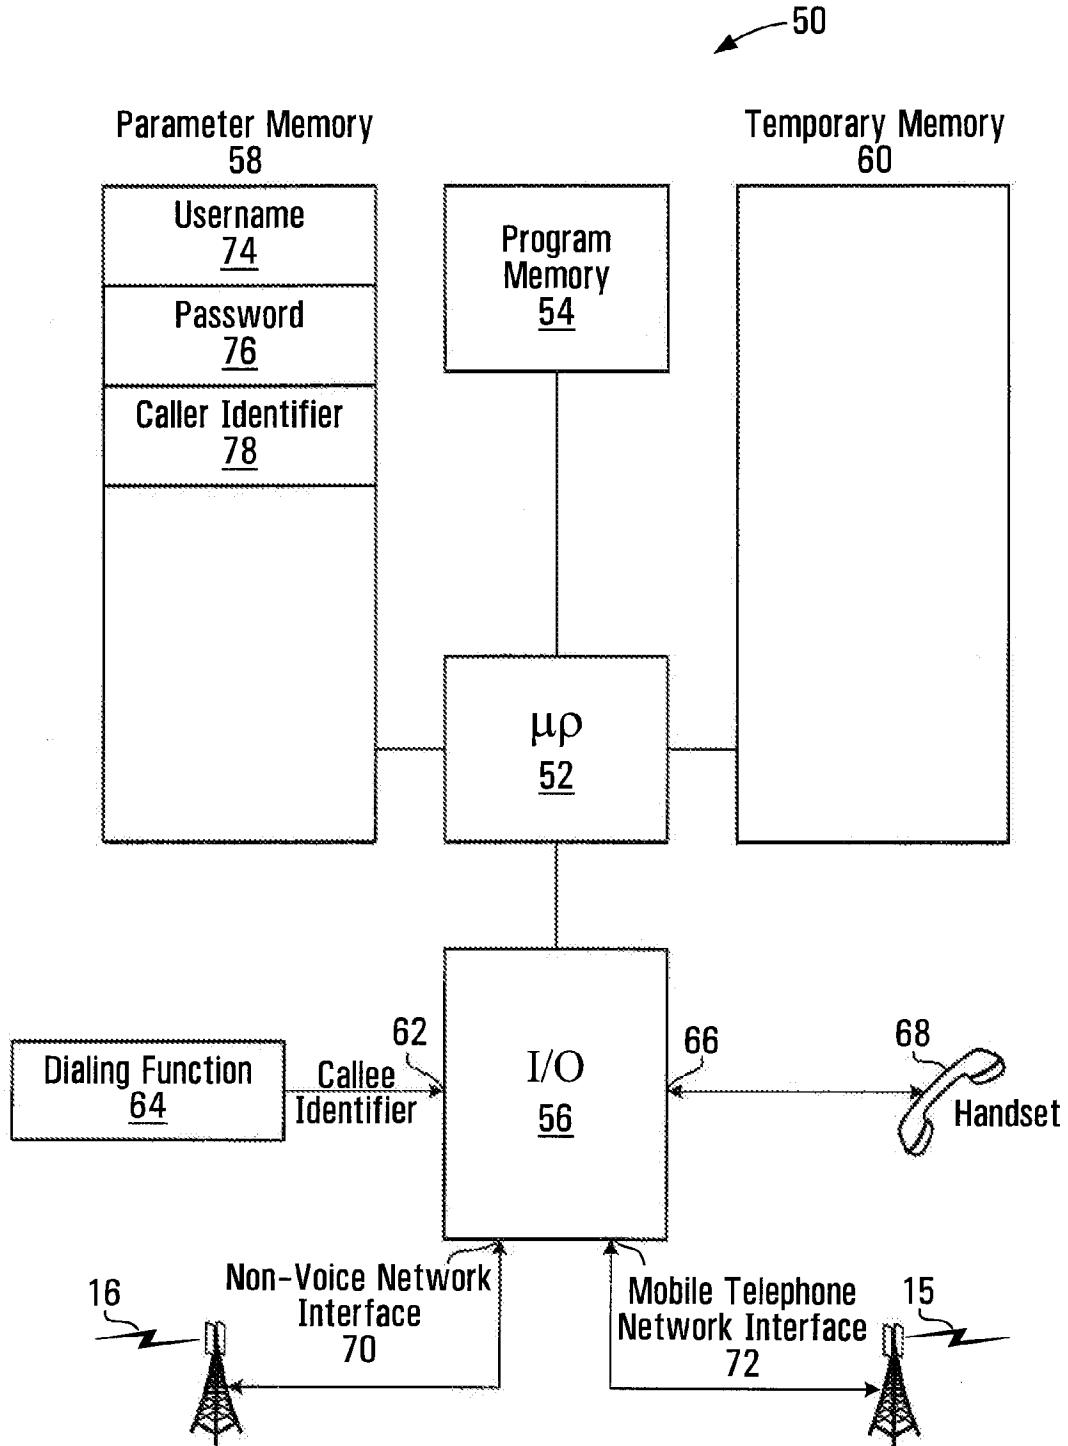 50
Parameter Memory
58
Temporary Memory
60
Username
74
Password
76
Caller Identifier
78
Program
Memory
54
μρ
52
Dialing Function
64
Callee
Identifier
62
I/O
56
66
68
Handset
Non-Voice Network
Interface
70
Mobile Telephone
Network Interface
72
16
15